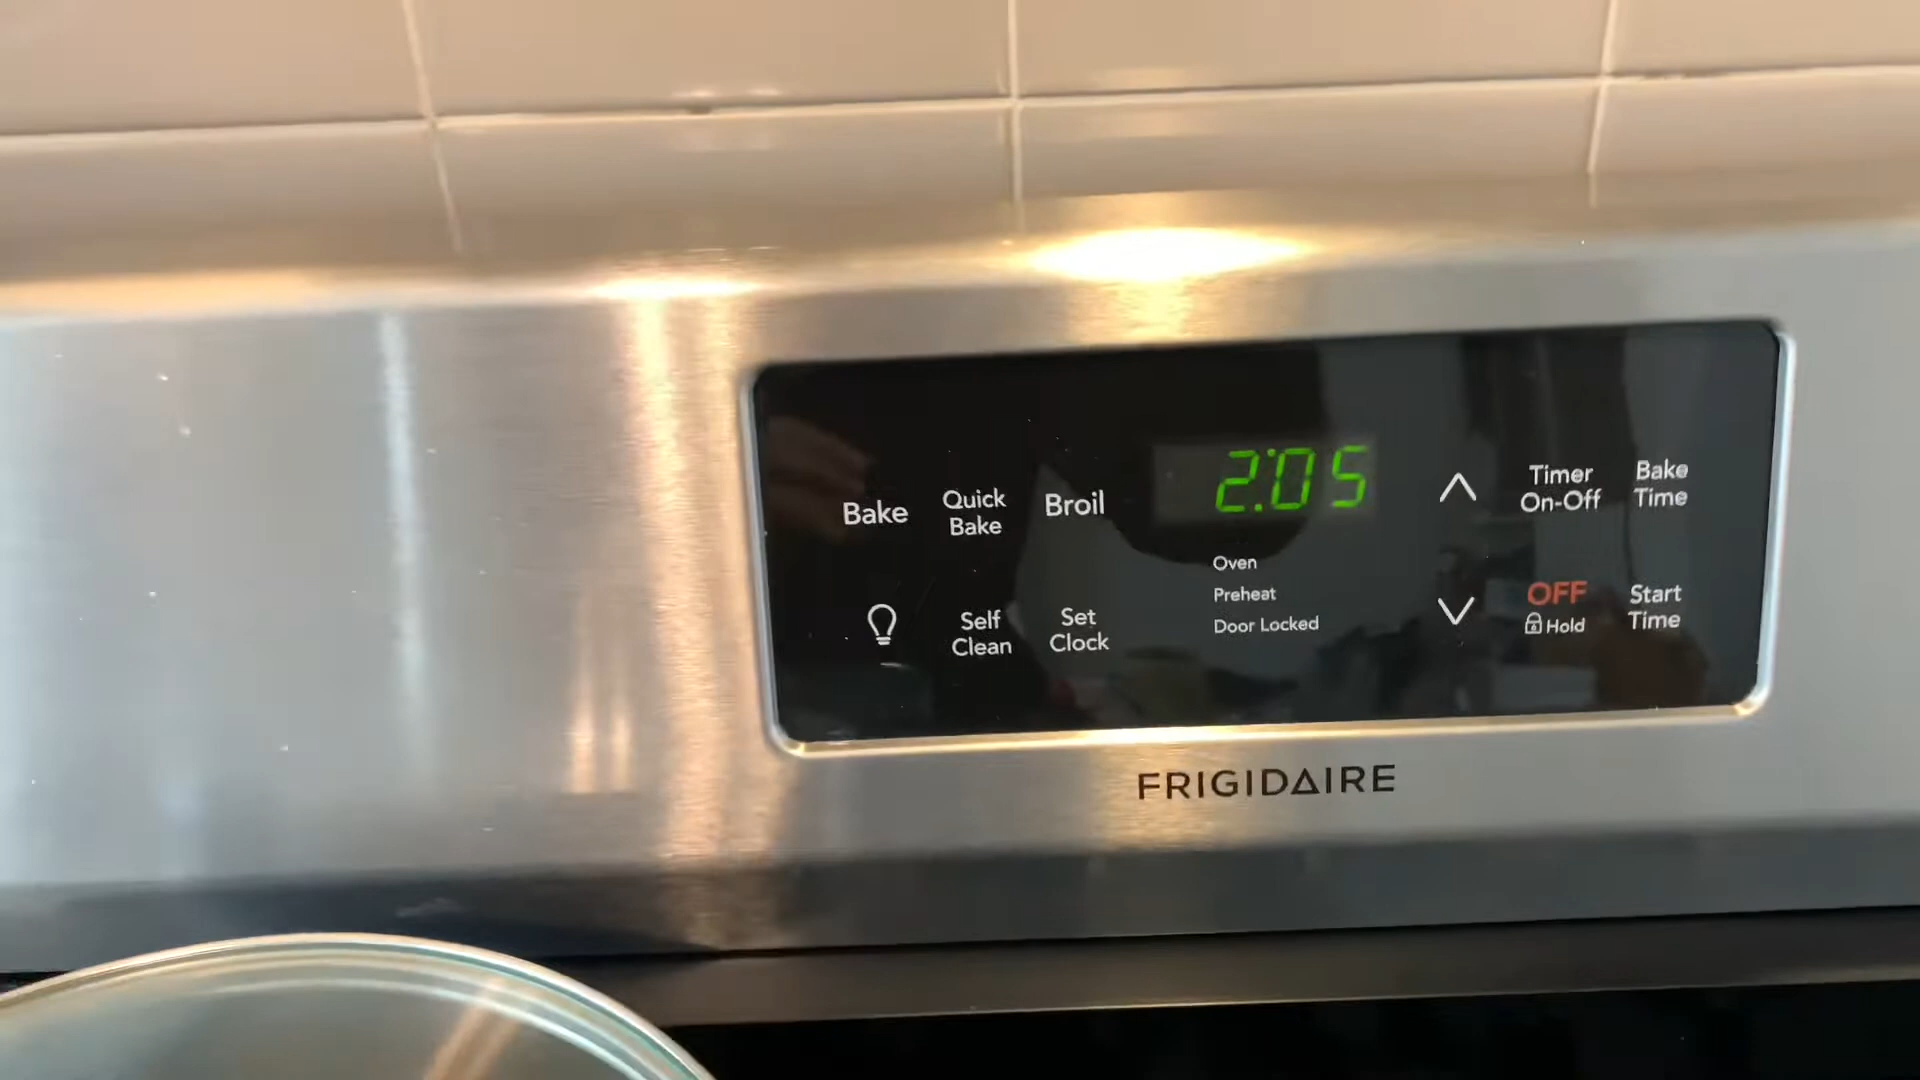 2:05
Bake
Quick
Bake
Broil
Timer
On-Off
Bake
Time
Oven
Preheat
Door Locked
Self
Clean
Set
Clock
OFF
Hold
Start
Time
FRIGIDAIRE